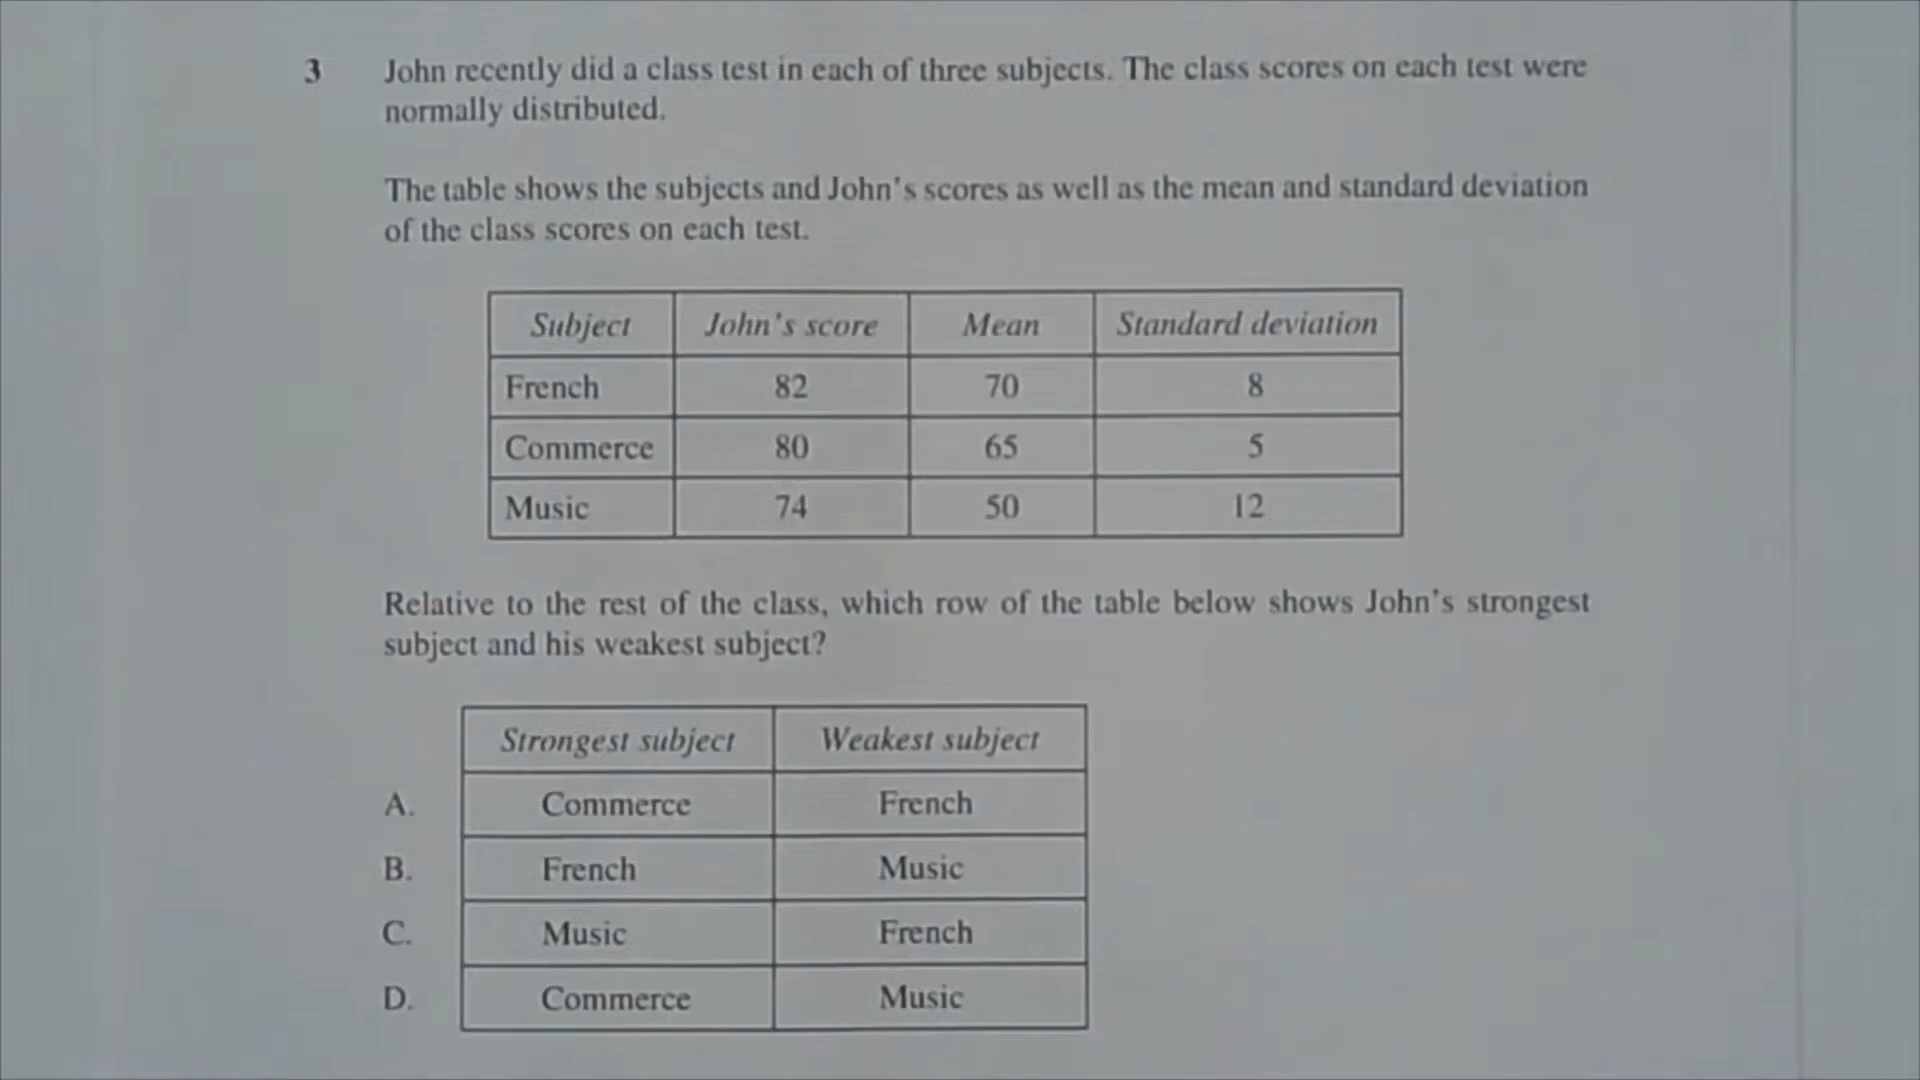 3 John recently did a class test in each of three subjects. The class scores on each test were
normally distributed.
The table shows the subjects and John's scores as well as the mean and standard deviation
of the class scores on each test.
Subject John's score Mean Standard deviation
French 82 70 8
Commerce 80 65 5
Music 74 50 12
Relative to the rest of the class, which row of the table below shows John's strongest
subject and his weakest subject?
Strongest subject Weakest subject
A. Commerce French
B. French Music
C. Music French
D. Commerce Music